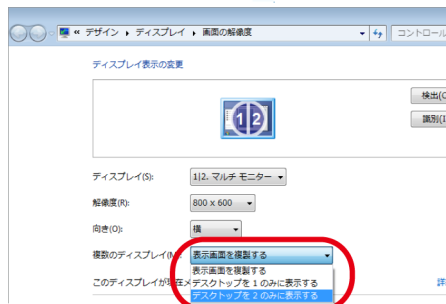 « デザイン ▸ ディスプレイ ▸ 画面の解像度
コントロール
ディスプレイ表示の変更
検出(C
識別(I
1|2
ディスプレイ(S):
1|2. マルチ モニター
解像度(R):
800 x 600
向き(O):
横
複数のディスプレイ(M):
表示画面を複製する
表示画面を複製する
このディスプレイが現在メ
デスクトップを 1 のみに表示する
デスクトップを 2 のみに表示する
詳